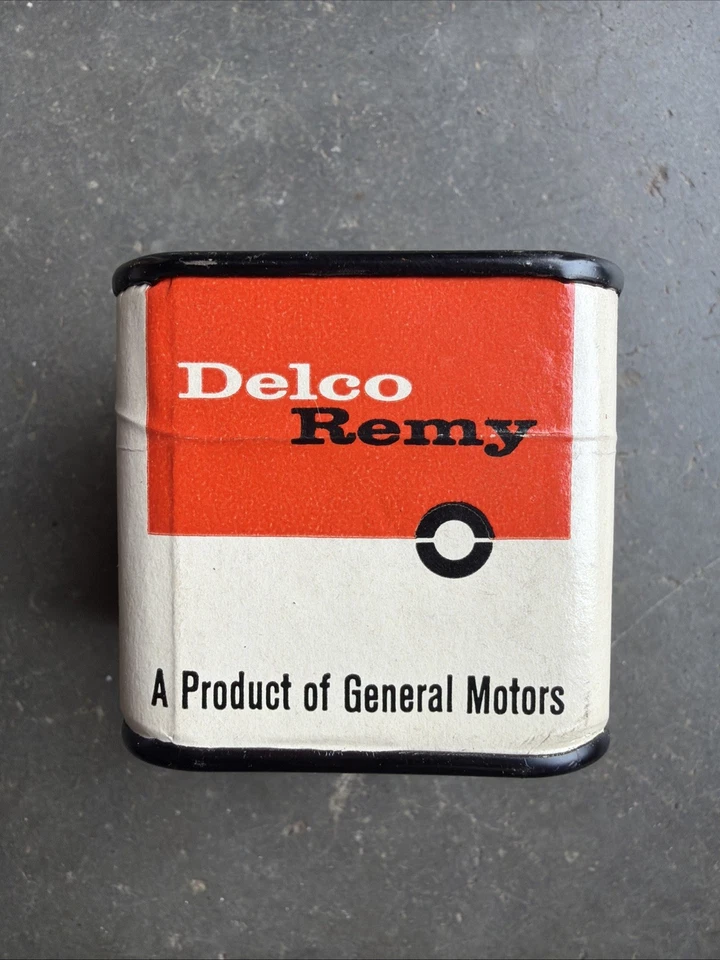 Delco
Remy
A Product of General Motors